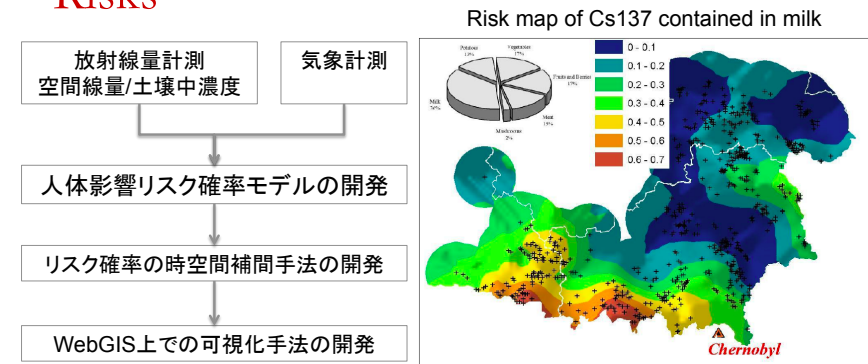 RISKS
放射線量計測
空間線量/土壌中濃度
気象計測
人体影響リスク確率モデルの開発
リスク確率の時空間補間手法の開発
WebGIS上での可視化手法の開発
Risk map of Cs137 contained in milk
Potatoes
13%
Vegetables
17%
Fruits and Berries
Meat
Mushrooms
Milk
0 - 0.1
0.1 - 0.2
0.2 - 0.3
0.3 - 0.4
0.4 - 0.5
0.5 - 0.6
0.6 - 0.7
Chernobyl